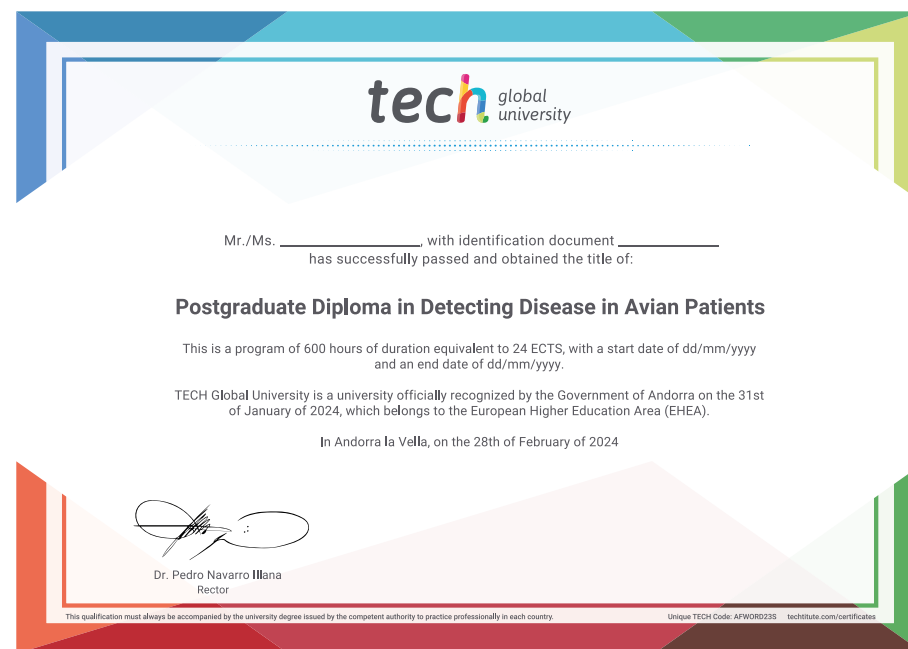 tech global university
Mr./Ms. ____________________, with identification document ______________
has successfully passed and obtained the title of:
Postgraduate Diploma in Detecting Disease in Avian Patients
This is a program of 600 hours of duration equivalent to 24 ECTS, with a start date of dd/mm/yyyy
and an end date of dd/mm/yyyy.
TECH Global University is a university officially recognized by the Government of Andorra on the 31st
of January of 2024, which belongs to the European Higher Education Area (EHEA).
In Andorra la Vella, on the 28th of February of 2024
Dr. Pedro Navarro Illana
Rector
This qualification must always be accompanied by the university degree issued by the competent authority to practice professionally in each country.
Unique TECH Code: AFWORD23S techtitute.com/certificates